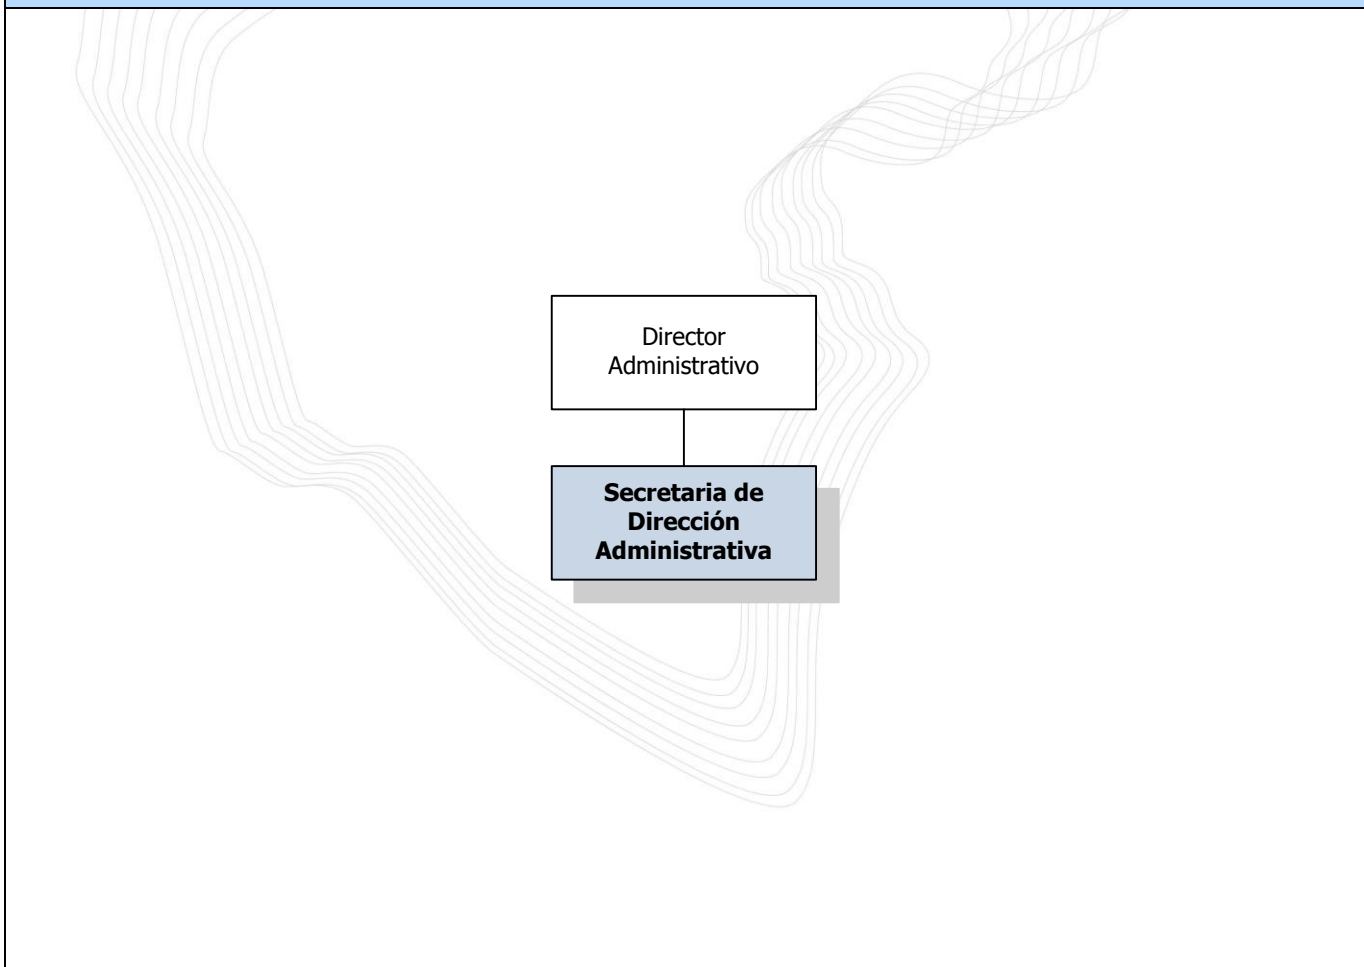 Director
Administrativo
Secretaria de
Dirección
Administrativa